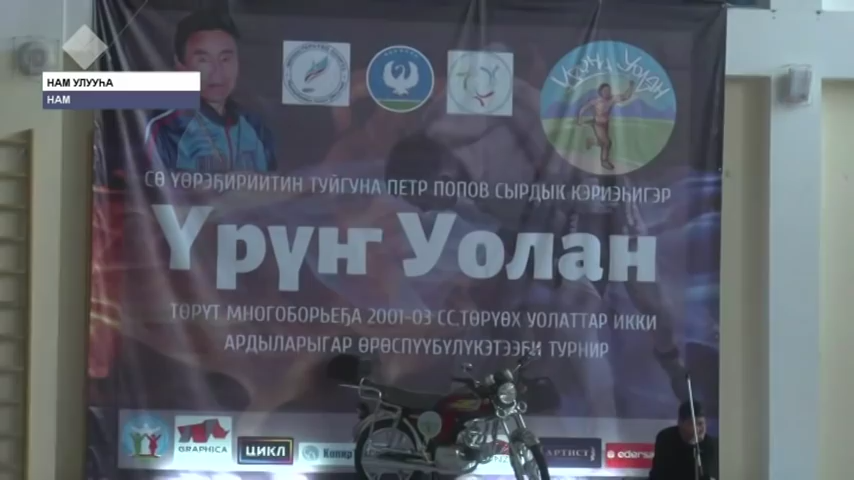 НАМ УЛУУҺА
НАМ
Үрүҥ Уолан
СӨ ҮӨРЭҔИРИИТИН ТУЙГУНА ПЕТР ПОПОВ СЫРДЫК КЭРИЭҺИГЭР
Үрүҥ Уолан
ТӨРҮТ МНОГОБОРЬЕҔА 2001-03 СС.ТӨРҮӨХ УОЛАТТАР ИККИ
АРДЫЛАРЫГАР ӨРӨСПҮҮБҮЛҮКЭТЭЭҔИ ТУРНИР
GRAPHICA ЦИКЛ АРТИСТ edersa